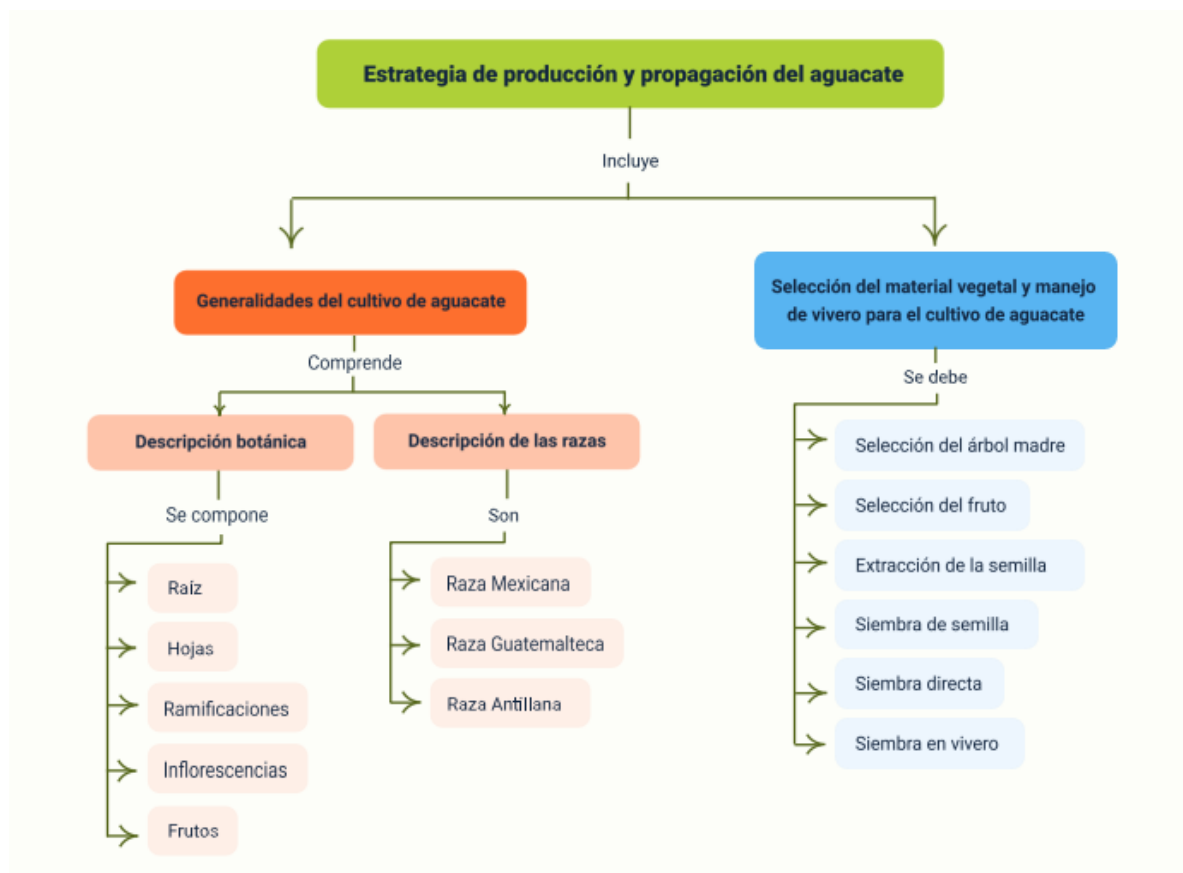 Estrategia de producción y propagación del aguacate
Incluye
Generalidades del cultivo de aguacate
Comprende
Descripción botánica
Se compone
Raíz
Hojas
Ramificaciones
Inflorescencias
Frutos
Descripción de las razas
Son
Raza Mexicana
Raza Guatemalteca
Raza Antillana
Selección del material vegetal y manejo
de vivero para el cultivo de aguacate
Se debe
Selección del árbol madre
Selección del fruto
Extracción de la semilla
Siembra de semilla
Siembra directa
Siembra en vivero